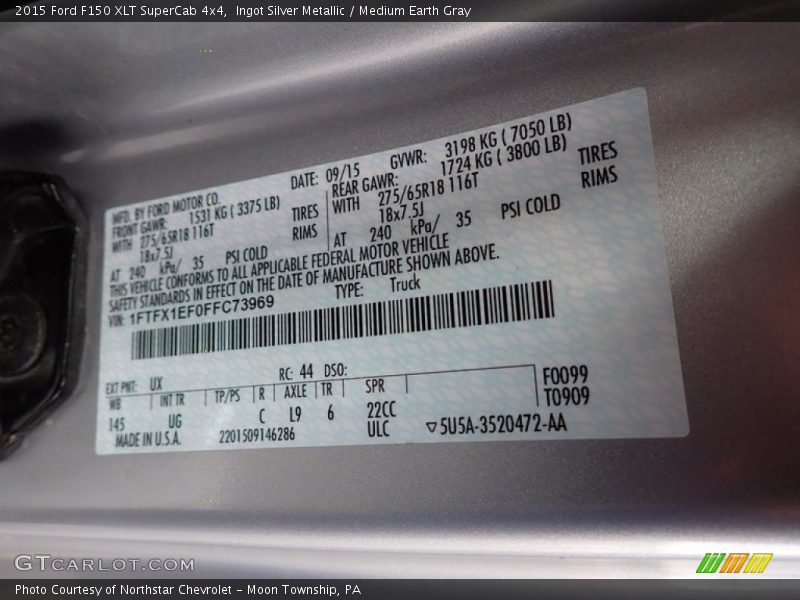 2015 Ford F150 XLT SuperCab 4x4,  Ingot Silver Metallic / Medium Earth Gray
MFD. BY FORD MOTOR CO.
DATE: 09/15
GVWR: 3198 KG ( 7050 LB)
FRONT GAWR: 1531 KG ( 3375 LB)
REAR GAWR: 1724 KG ( 3800 LB)
WITH 275/65R18 116T TIRES
WITH 275/65R18 116T TIRES
18x7.5J RIMS
18x7.5J RIMS
AT 240 kPa/ 35 PSI COLD
AT 240 kPa/ 35 PSI COLD
THIS VEHICLE CONFORMS TO ALL APPLICABLE FEDERAL MOTOR VEHICLE
SAFETY STANDARDS IN EFFECT ON THE DATE OF MANUFACTURE SHOWN ABOVE.
VIN: 1FTFX1EF0FFC73969
TYPE: Truck
EXT PNT: UX RC: 44 DSO:
WB INT TR TP/PS R AXLE TR SPR
145 UG C L9 6 22CC
F0099
T0909
MADE IN U.S.A. 2201509146286 ULC ▽5U5A-3520472-AA
GTCARLOT.COM
Photo Courtesy of Northstar Chevrolet - Moon Township, PA